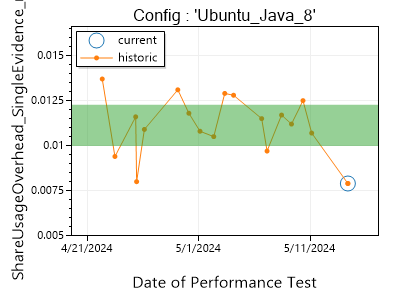 Config : 'Ubuntu_Java_8'
current
historic
0.015
0.0125
0.01
0.0075
0.005
4/21/2024
5/1/2024
5/11/2024
Date of Performance Test
ShareUsageOverhead_SingleEvidence_